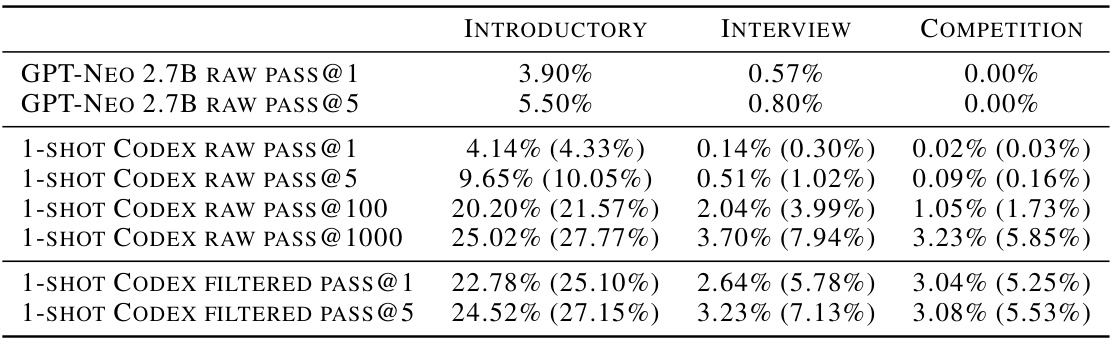 INTRODUCTORY INTERVIEW COMPETITION
GPT-NEO 2.7B RAW PASS@1 3.90% 0.57% 0.00%
GPT-NEO 2.7B RAW PASS@5 5.50% 0.80% 0.00%
1-SHOT CODEX RAW PASS@1 4.14% (4.33%) 0.14% (0.30%) 0.02% (0.03%)
1-SHOT CODEX RAW PASS@5 9.65% (10.05%) 0.51% (1.02%) 0.09% (0.16%)
1-SHOT CODEX RAW PASS@100 20.20% (21.57%) 2.04% (3.99%) 1.05% (1.73%)
1-SHOT CODEX RAW PASS@1000 25.02% (27.77%) 3.70% (7.94%) 3.23% (5.85%)
1-SHOT CODEX FILTERED PASS@1 22.78% (25.10%) 2.64% (5.78%) 3.04% (5.25%)
1-SHOT CODEX FILTERED PASS@5 24.52% (27.15%) 3.23% (7.13%) 3.08% (5.53%)